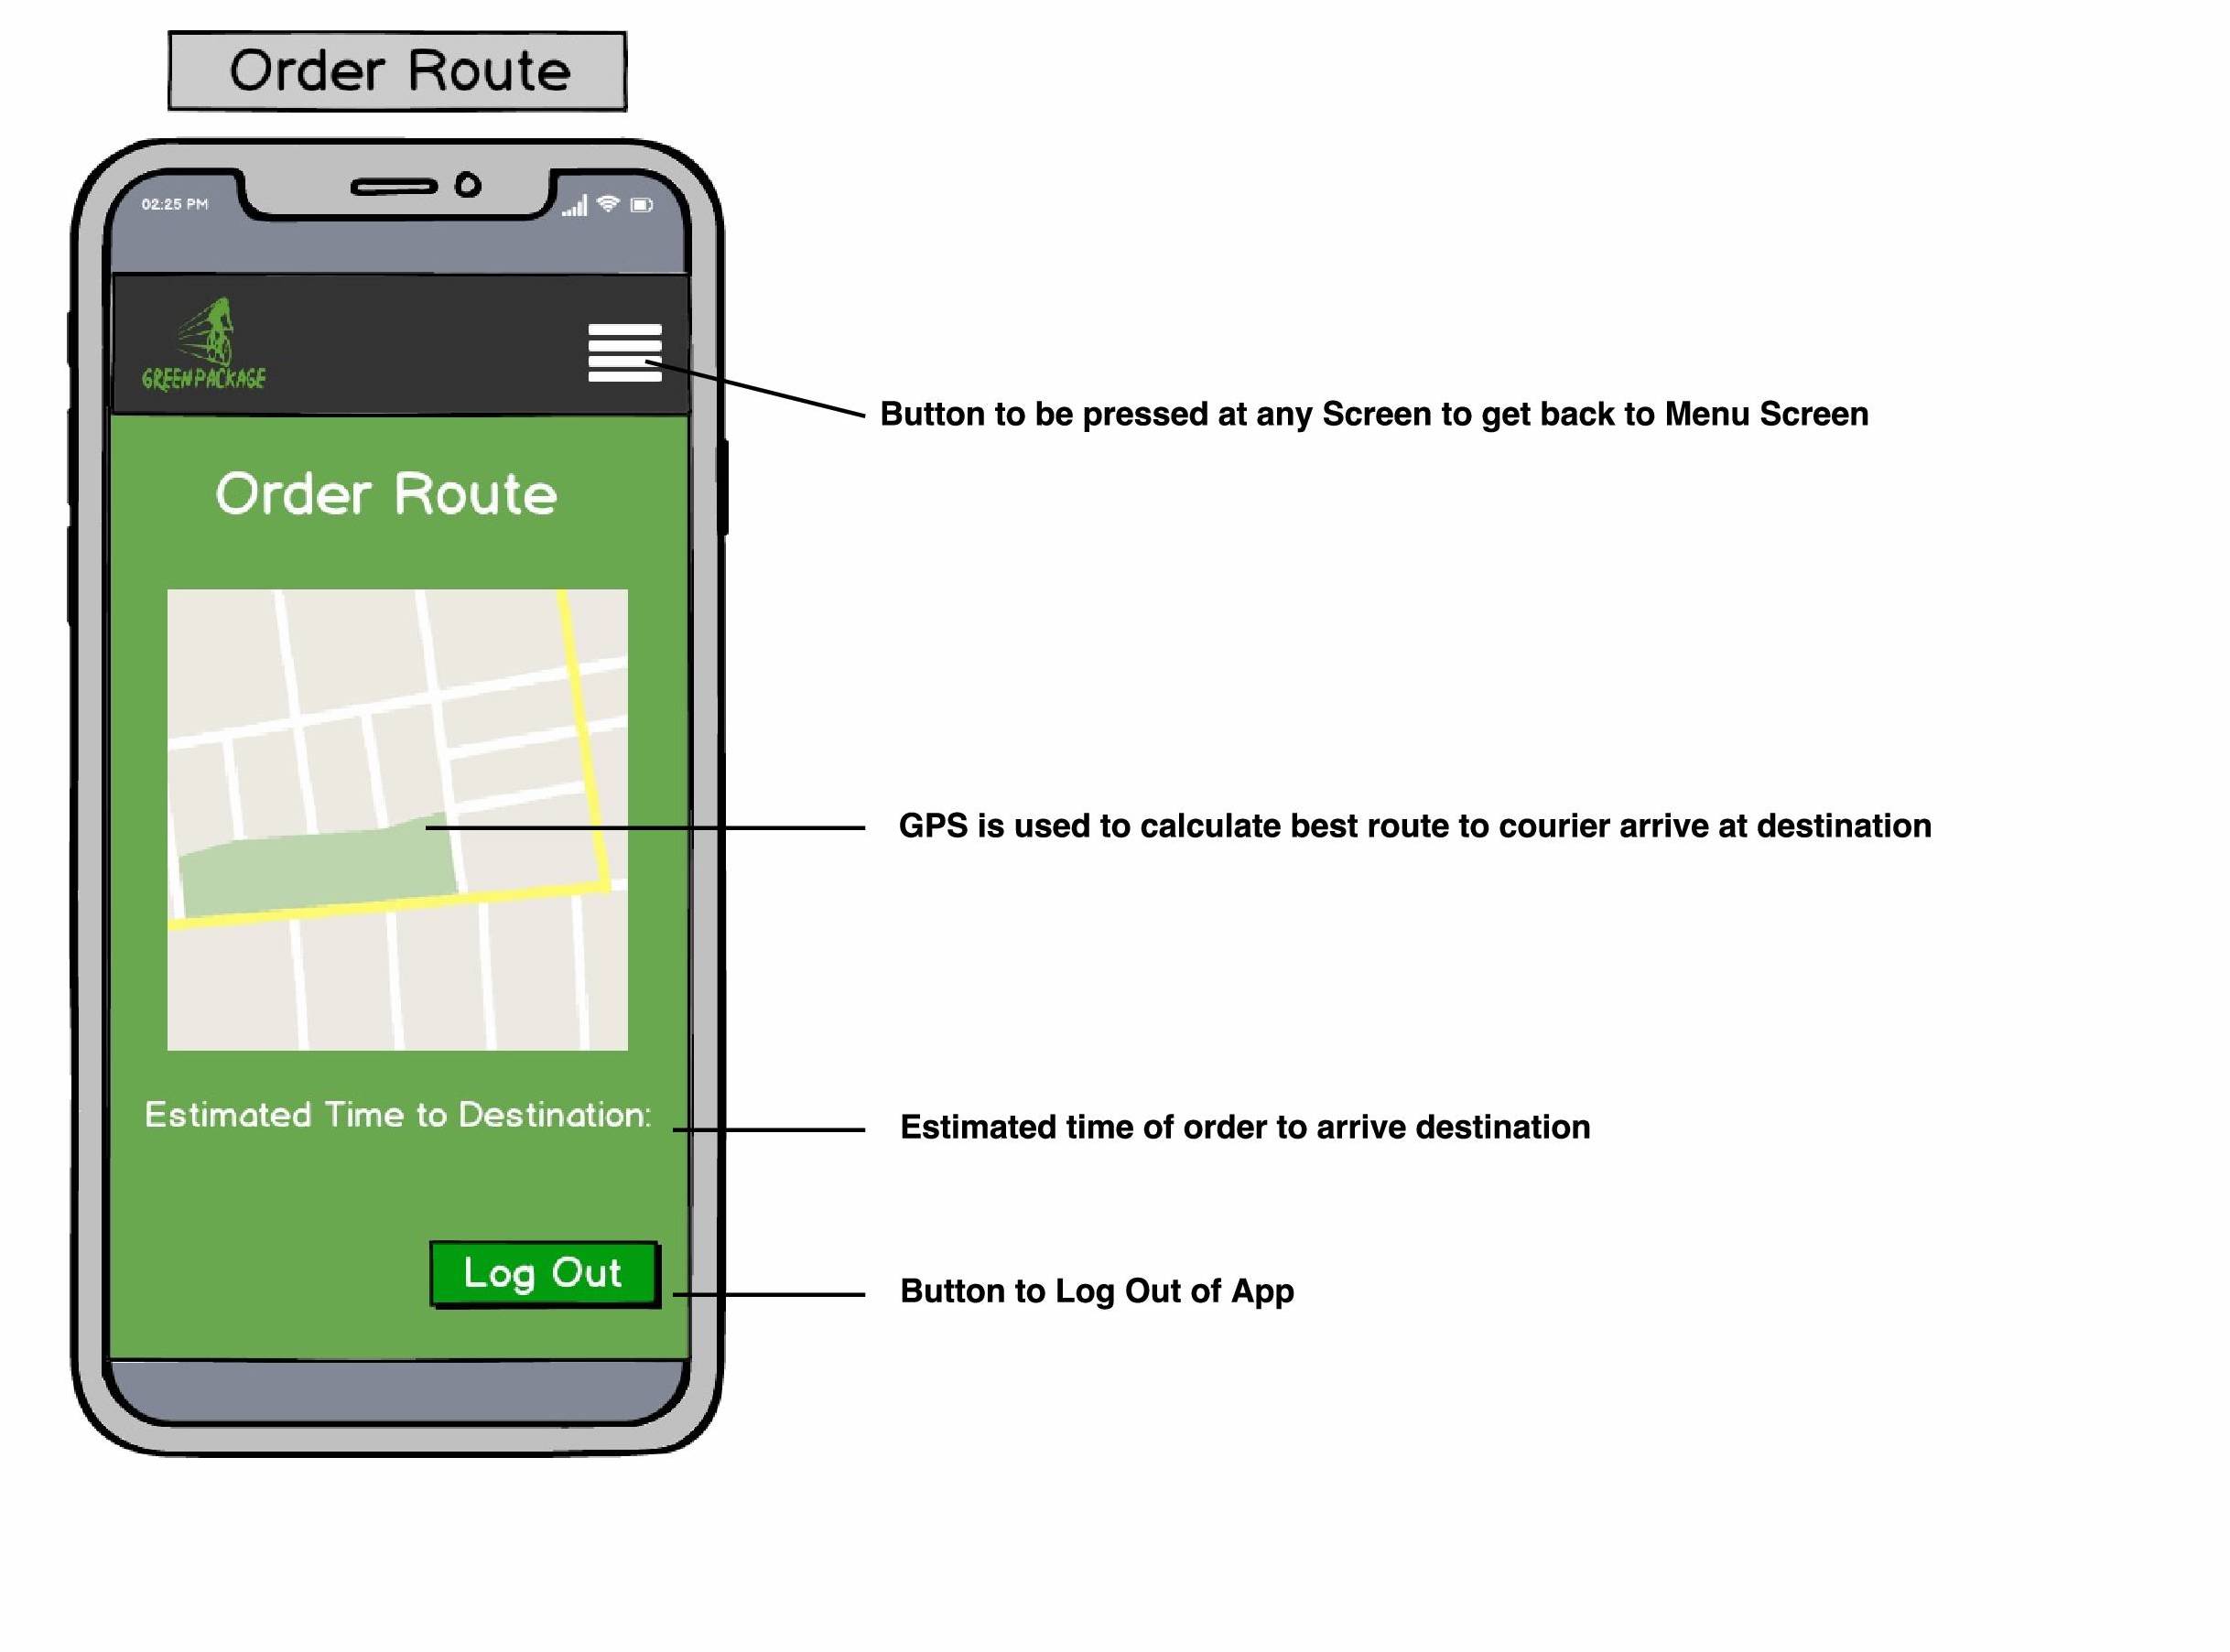 Order Route
02:25 PM
GREENPACKAGE
Button to be pressed at any Screen to get back to Menu Screen
Order Route
GPS is used to calculate best route to courier arrive at destination
Estimated Time to Destination:
Estimated time of order to arrive destination
Log Out
Button to Log Out of App